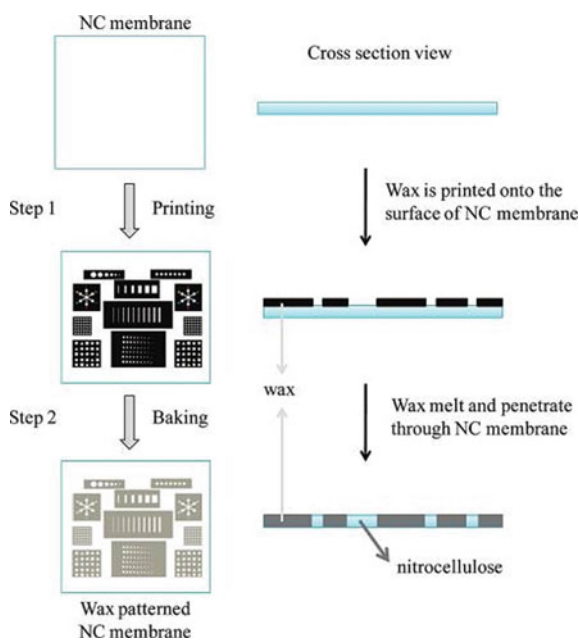 NC membrane
Cross section view
Step 1
Printing
Wax is printed onto the
surface of NC membrane
wax
Step 2
Baking
Wax melt and penetrate
through NC membrane
nitrocellulose
Wax patterned
NC membrane